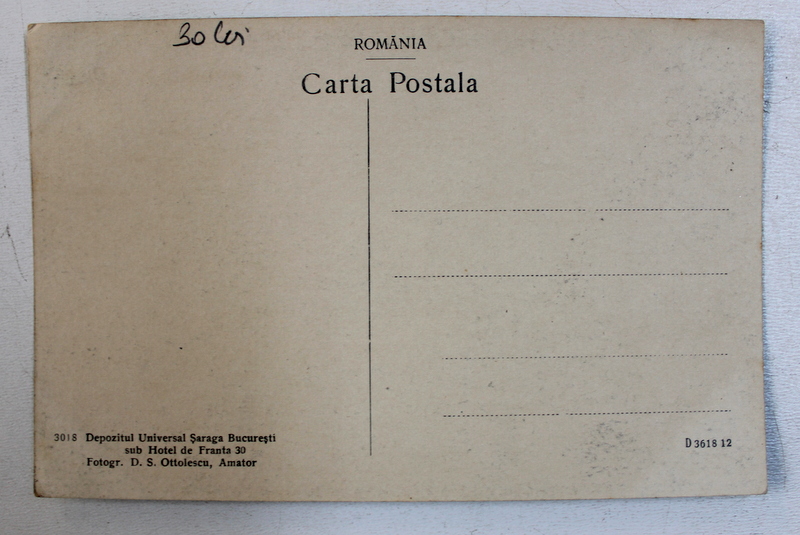 30 lei
ROMÂNIA
Carta Postala
3018 Depozitul Universal Şaraga Bucureşti
sub Hotel de Franta 30
Fotogr. D. S. Ottolescu, Amator
D 3618 12